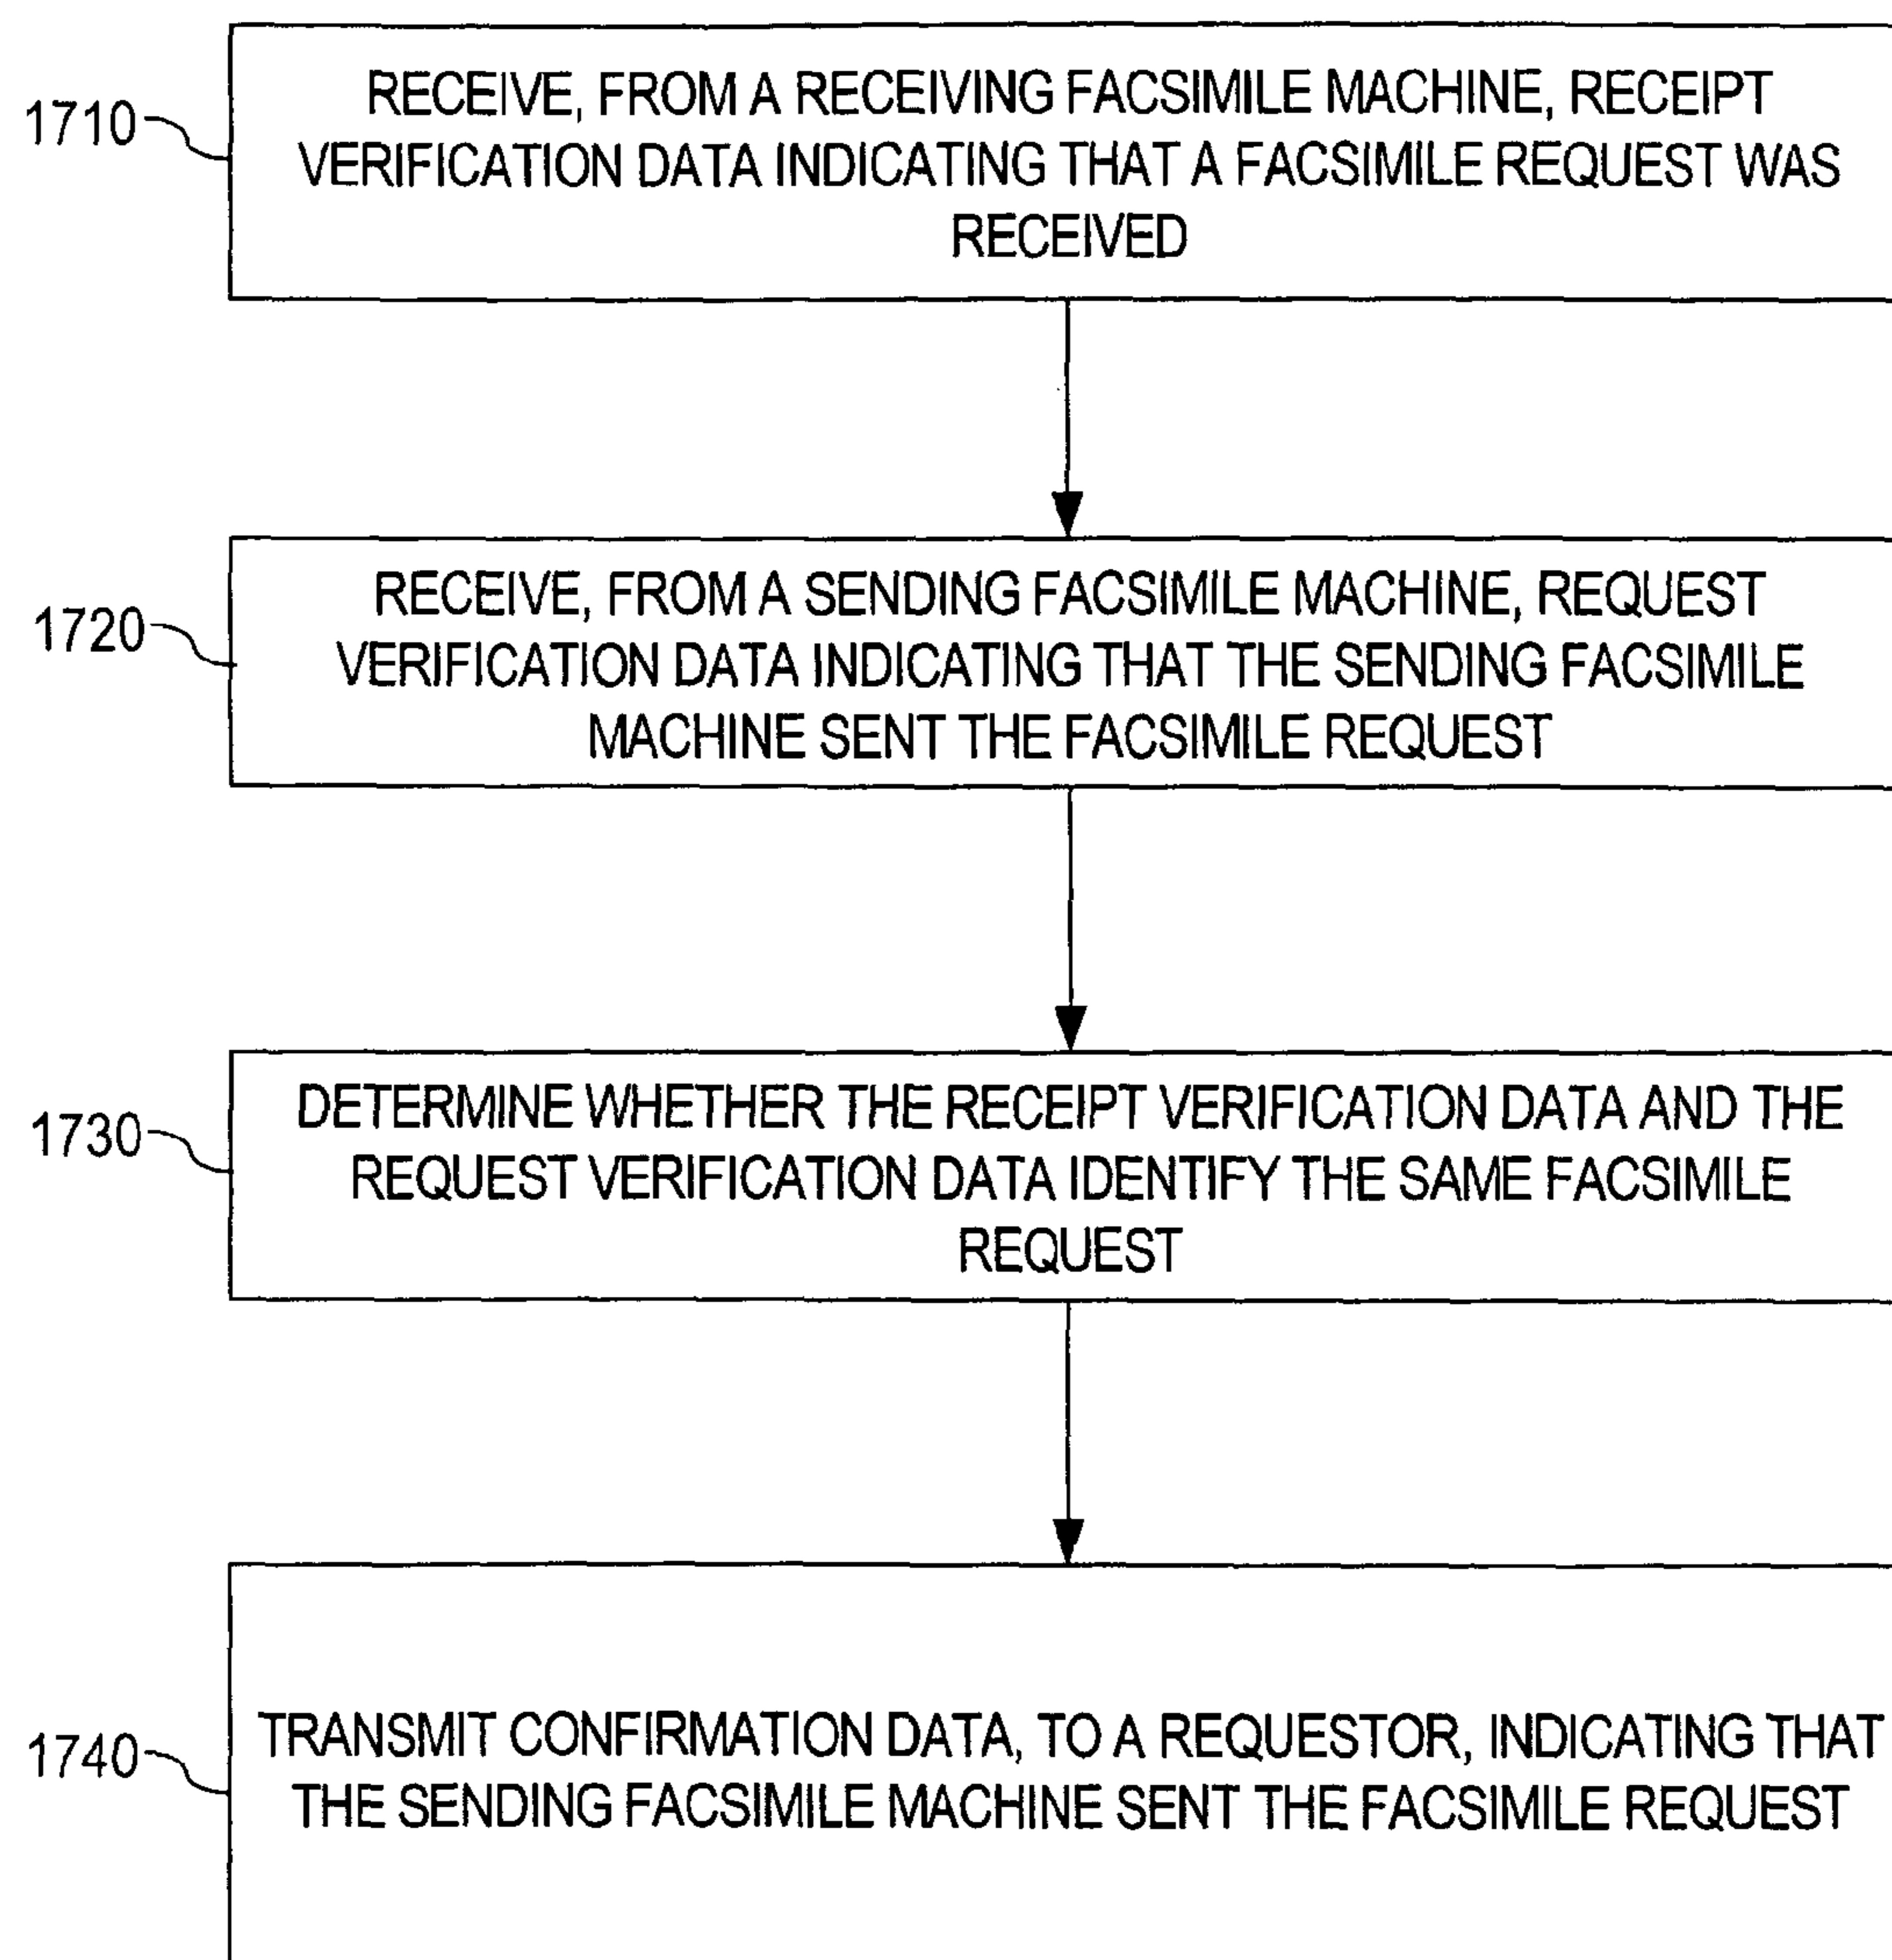 1710
RECEIVE, FROM A RECEIVING FACSIMILE MACHINE, RECEIPT
VERIFICATION DATA INDICATING THAT A FACSIMILE REQUEST WAS
RECEIVED
1720
RECEIVE, FROM A SENDING FACSIMILE MACHINE, REQUEST
VERIFICATION DATA INDICATING THAT THE SENDING FACSIMILE
MACHINE SENT THE FACSIMILE REQUEST
1730
DETERMINE WHETHER THE RECEIPT VERIFICATION DATA AND THE
REQUEST VERIFICATION DATA IDENTIFY THE SAME FACSIMILE
REQUEST
1740
TRANSMIT CONFIRMATION DATA, TO A REQUESTOR, INDICATING THAT
THE SENDING FACSIMILE MACHINE SENT THE FACSIMILE REQUEST